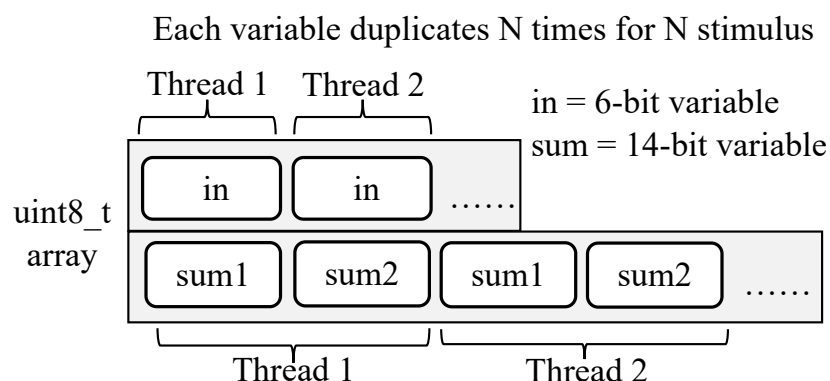 Each variable duplicates N times for N stimulus
Thread 1 Thread 2
in = 6-bit variable
sum = 14-bit variable
in in ......
uint8_t
array
sum1 sum2 sum1 sum2 ......
Thread 1 Thread 2